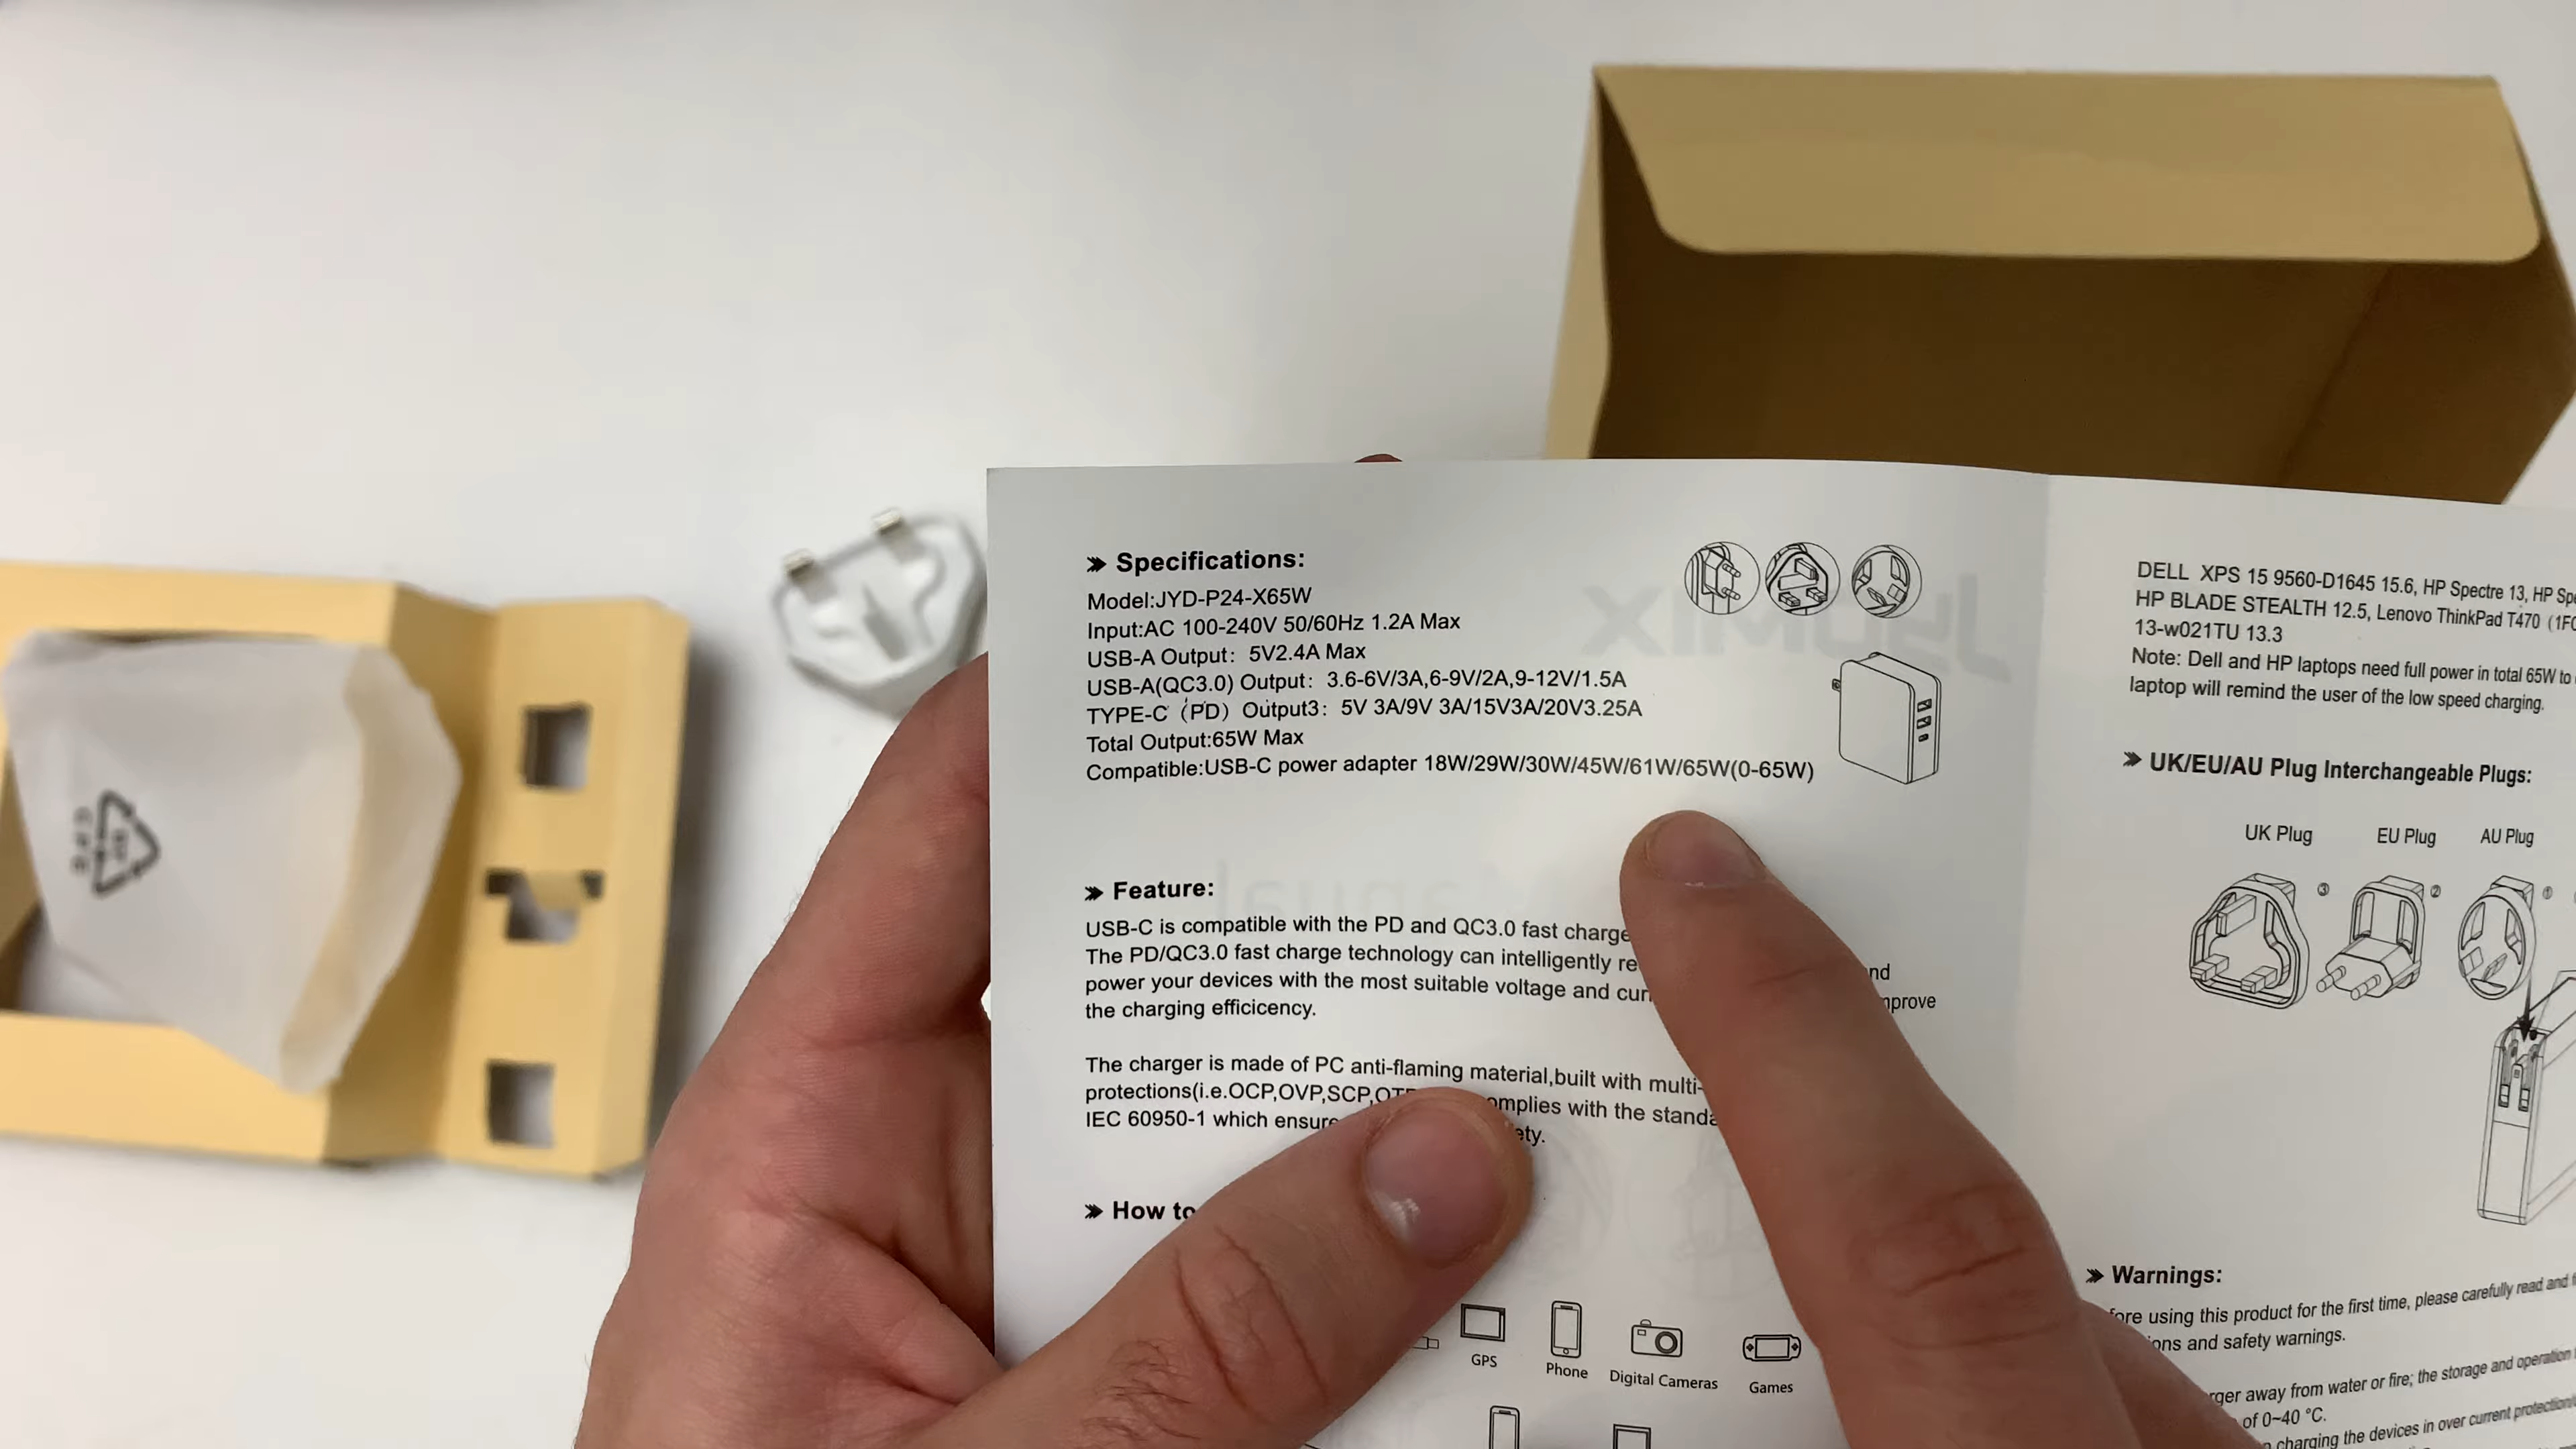 Specifications:
Model:JYD-P24-X65W
Input:AC 100-240V 50/60Hz 1.2A Max
USB-A Output: 5V2.4A Max
USB-A(QC3.0) Output: 3.6-6V/3A,6-9V/2A,9-12V/1.5A
TYPE-C (PD) Output3: 5V 3A/9V 3A/15V3A/20V3.25A
Total Output:65W Max
Compatible:USB-C power adapter 18W/29W/30W/45W/61W/65W(0-65W)
Feature:
USB-C is compatible with the PD and QC3.0 fast charge
The PD/QC3.0 fast charge technology can intelligently
power your devices with the most suitable voltage and
the charging efficicency.
The charger is made of PC anti-flaming material,built with multi-
protections(i.e.OCP,OVP,SCP, with the
IEC 60950-1 which
How to
GPS
Phone
Digital Cameras
Games
DELL XPS 15 9560-D1645 15.6, HP Spectre 13, HP
HP BLADE STEALTH 12.5, Lenovo ThinkPad T470
13-w021TU 13.3
Note: Dell and HP laptops need full power in total 65W to
laptop will remind the user of the low speed charging.
UK/EU/AU Plug Interchangeable Plugs:
UK Plug
EU Plug
AU Plug
③
②
①
Warnings:
using this product for the first time, please carefully read and
and safety warnings.
away from water or fire; the storage and operation
of 0~40 °C.
charging the devices in over current